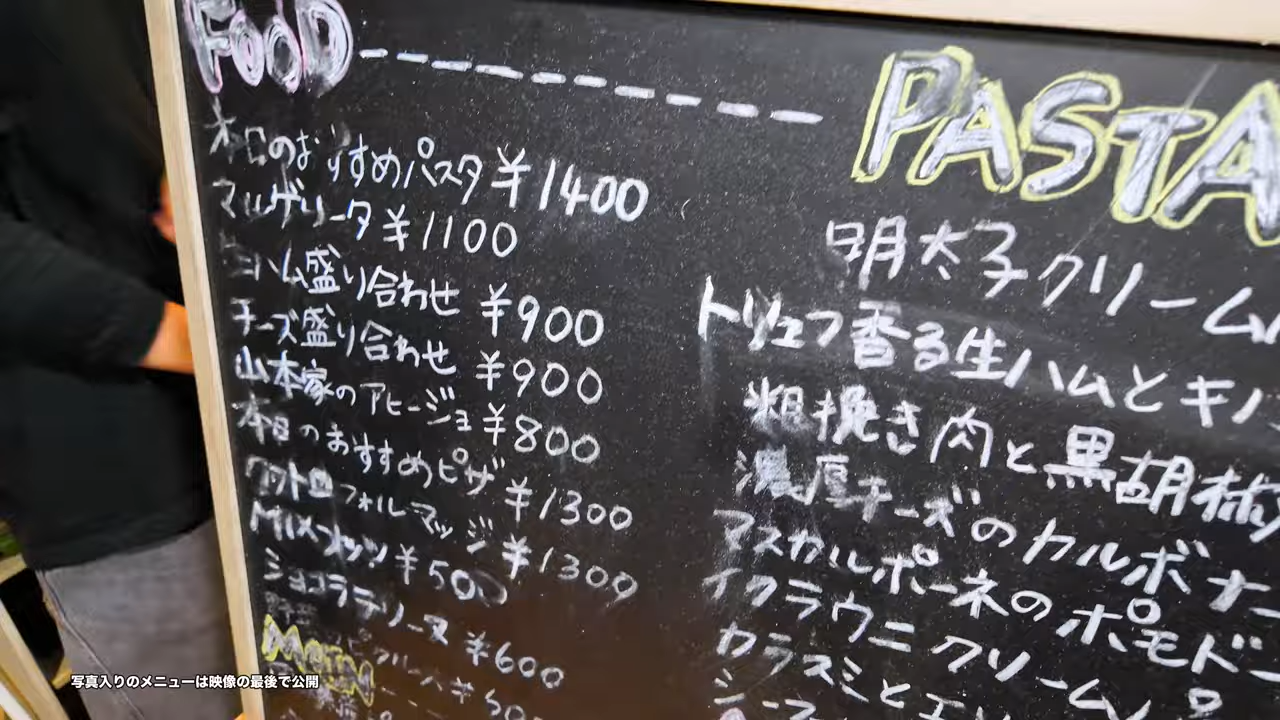 FOOD
本日のおすすめパスタ ¥1400
マルゲリータ ¥1100
生ハム盛り合わせ ¥900
チーズ盛り合わせ ¥900
山本家のアヒージョ ¥800
本日のおすすめピザ ¥1300
クアトロフォルマッジ ¥1300
MIXナッツ ¥500
ショコラテリーヌ ¥600
PASTA
明太子クリーム
トリュフ香る生ハムとキノ
粗挽き肉と黒胡椒
濃厚チーズのカルボナー
マスカルポーネのポモドー
イクラウニクリーム
カラスミと
写真入りのメニューは映像の最後で公開